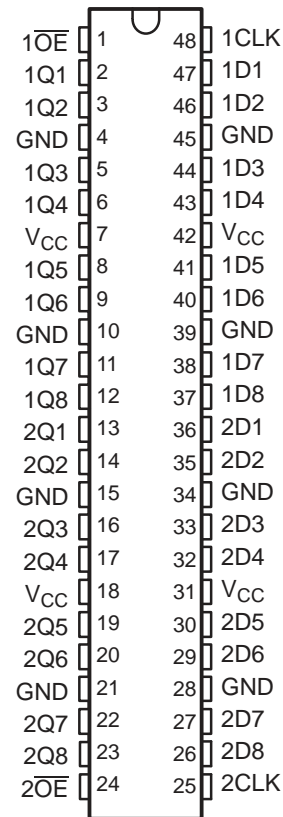 1O̅E̅ 1 48 1CLK
1Q1 2 47 1D1
1Q2 3 46 1D2
GND 4 45 GND
1Q3 5 44 1D3
1Q4 6 43 1D4
VCC 7 42 VCC
1Q5 8 41 1D5
1Q6 9 40 1D6
GND 10 39 GND
1Q7 11 38 1D7
1Q8 12 37 1D8
2Q1 13 36 2D1
2Q2 14 35 2D2
GND 15 34 GND
2Q3 16 33 2D3
2Q4 17 32 2D4
VCC 18 31 VCC
2Q5 19 30 2D5
2Q6 20 29 2D6
GND 21 28 GND
2Q7 22 27 2D7
2Q8 23 26 2D8
2O̅E̅ 24 25 2CLK